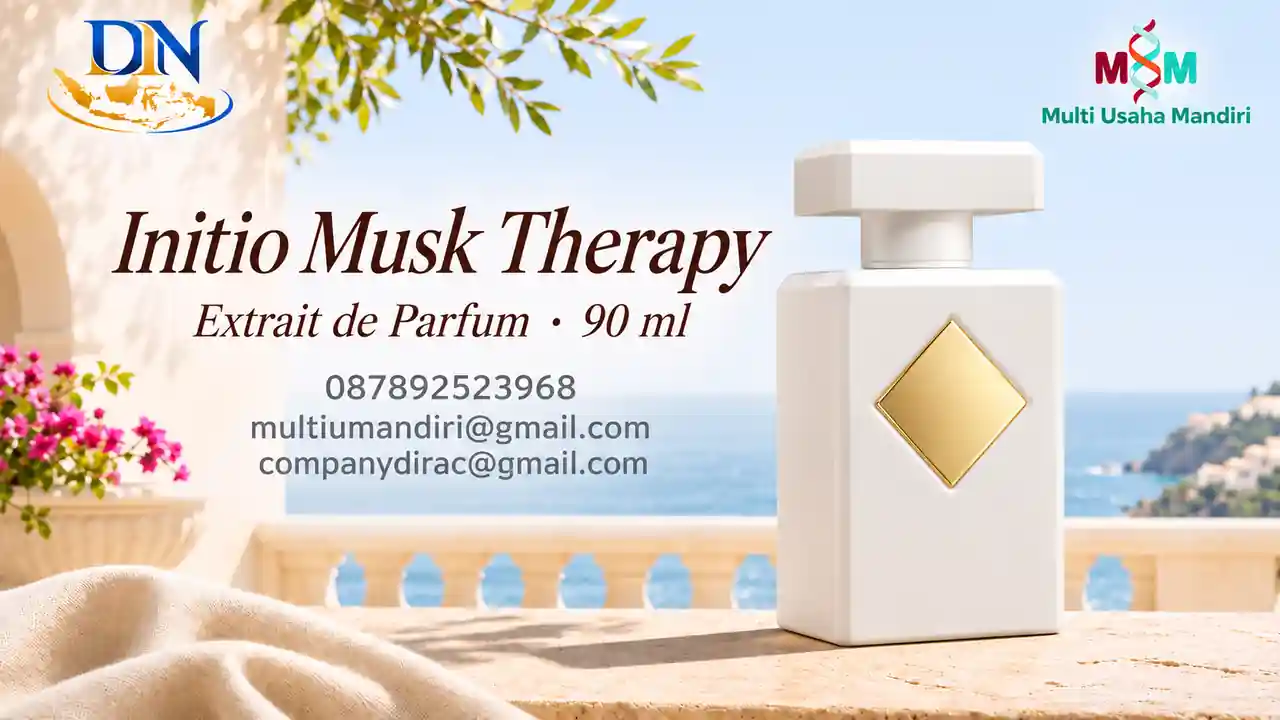 DN
MSM
Multi Usaha Mandiri
Initio Musk Therapy
Extrait de Parfum · 90 ml
087892523968
multiumandiri@gmail.com
companydirac@gmail.com